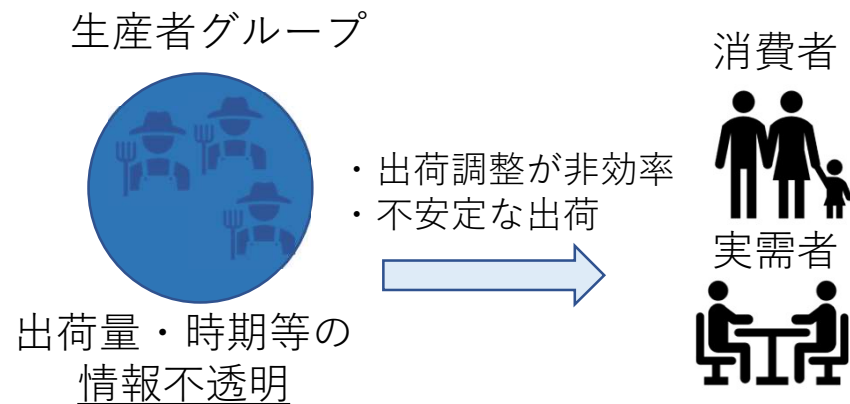 生産者グループ
出荷量・時期等の
情報不透明
・出荷調整が非効率
・不安定な出荷
消費者
実需者